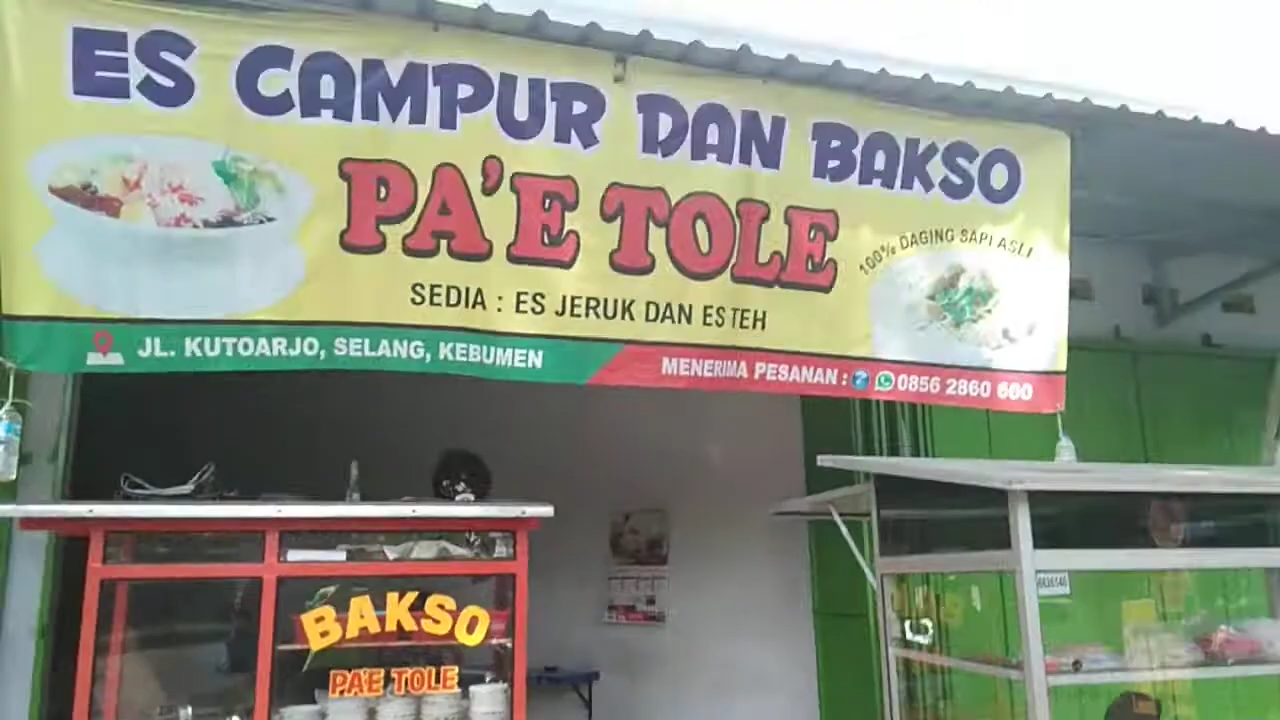 ES CAMPUR DAN BAKSO
PA'E TOLE
100% DAGING SAPI ASLI
SEDIA : ES JERUK DAN ES TEH
JL. KUTOARJO, SELANG, KEBUMEN
MENERIMA PESANAN : 0856 2860 600
BAKSO
PA'E TOLE